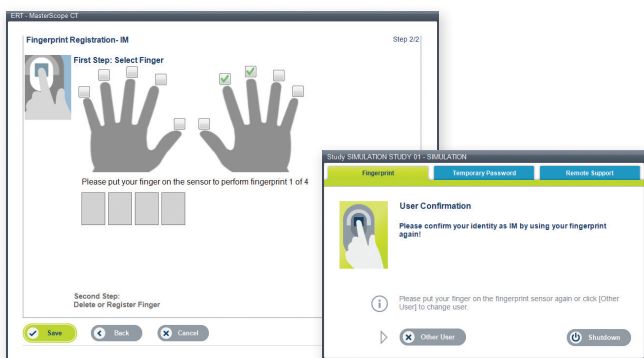 ERT - MasterScope CT
Fingerprint Registration- IM
Step 2/2
First Step: Select Finger
Please put your finger on the sensor to perform fingerprint 1 of 4
Second Step:
Delete or Register Finger
Save
Back
Cancel
Study SIMULATION STUDY 01 - SIMULATION
Fingerprint
Temporary Password
Remote Support
User Confirmation
Please confirm your identity as IM by using your fingerprint
again!
Please put your finger on the fingerprint sensor again or click [Other
User] to change user.
Other User
Shutdown